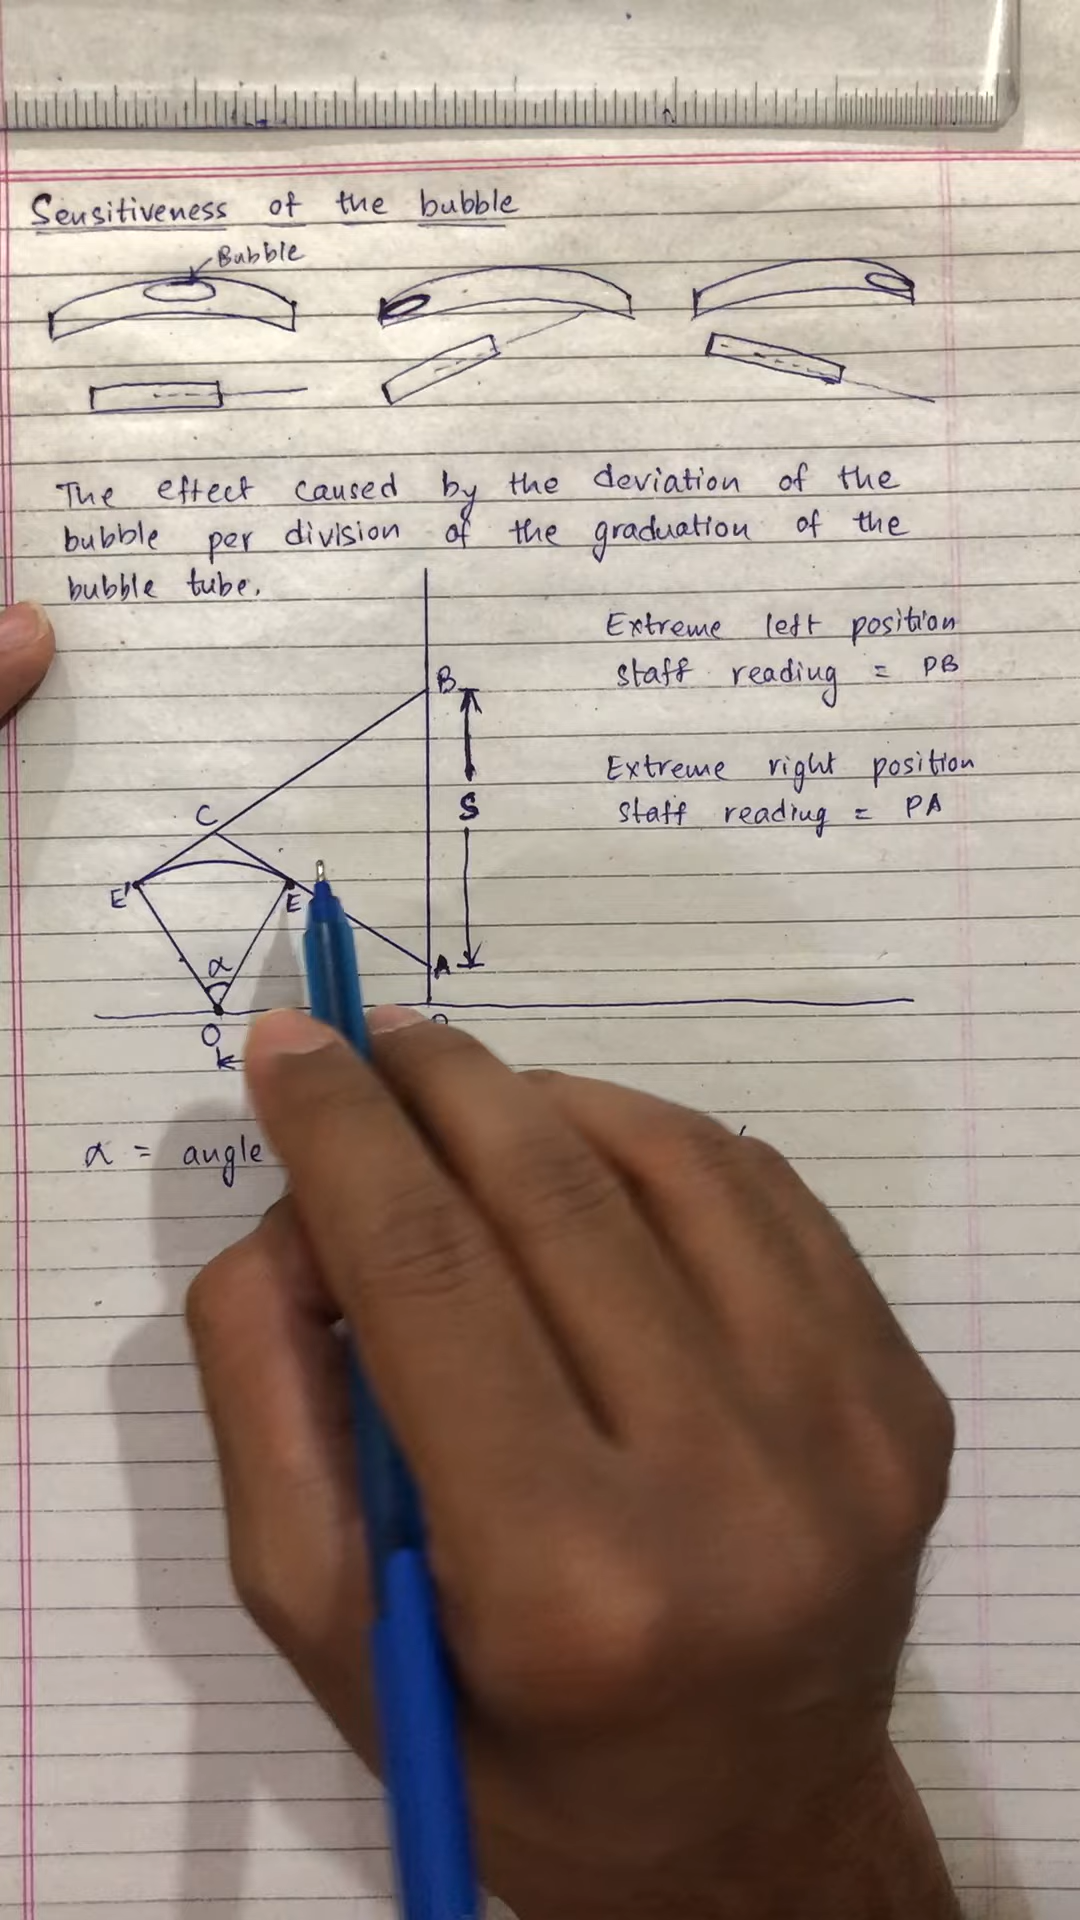 Sensitiveness of the bubble
Bubble
The effect caused by the deviation of the
bubble per division of the graduation of the
bubble tube.
Extreme left position
staff reading = PB
Extreme right position
staff reading = PA
B
S
C
E'
E
α
A
O
α = angle